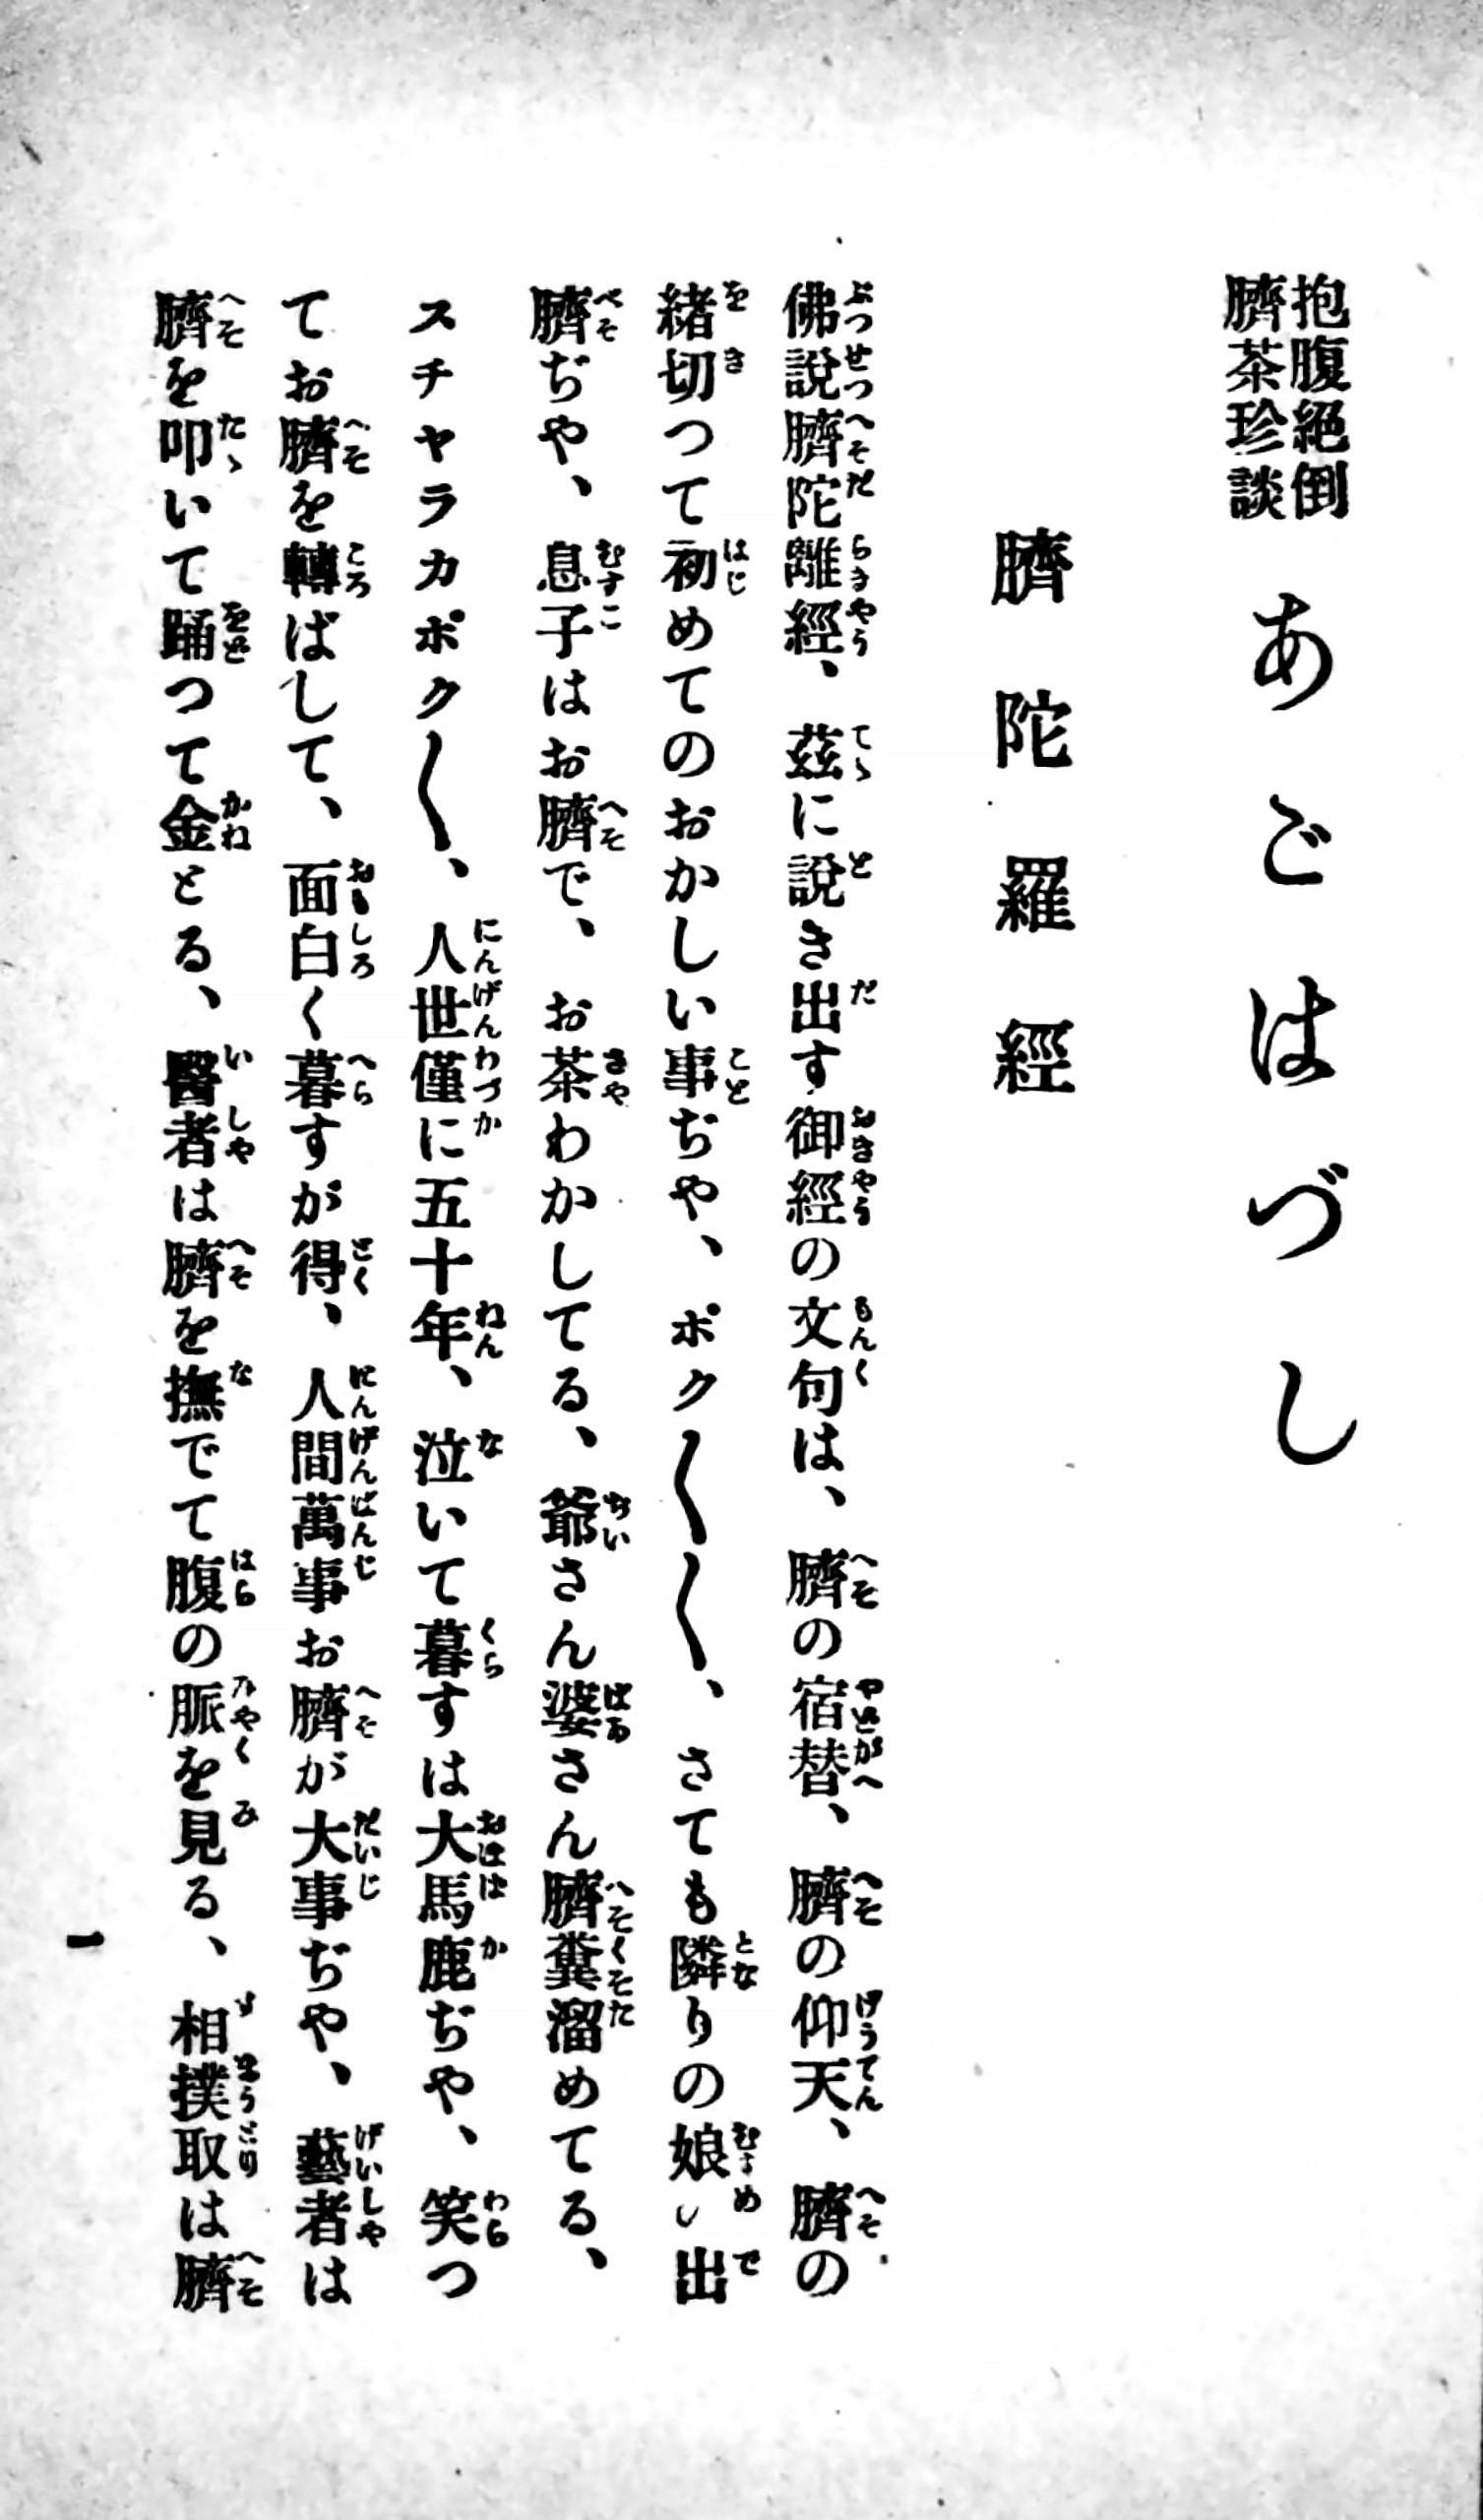 抱腹絕倒
臍茶珍談
あごはづし
臍陀羅經
佛說臍陀羅經、茲に說き出す御經の文句は、臍の宿替、臍の仰天、臍の
緖切つて初めてのおかしい事ぢや、ポク〱〱、さても隣りの娘い出
臍ぢや、息子はお臍で、お茶わかしてる、爺さん婆さん臍糞溜めてる、
スチャラカポク〱、人世僅に五十年、泣いて暮すは大馬鹿ぢや、笑つ
てお臍を轉ばして、面白く暮すが得、人間萬事お臍が大事ぢや、藝者は
臍を叩いて踊つて金とる、醫者は臍を撫でて腹の脈を見る、相撲取は臍
一